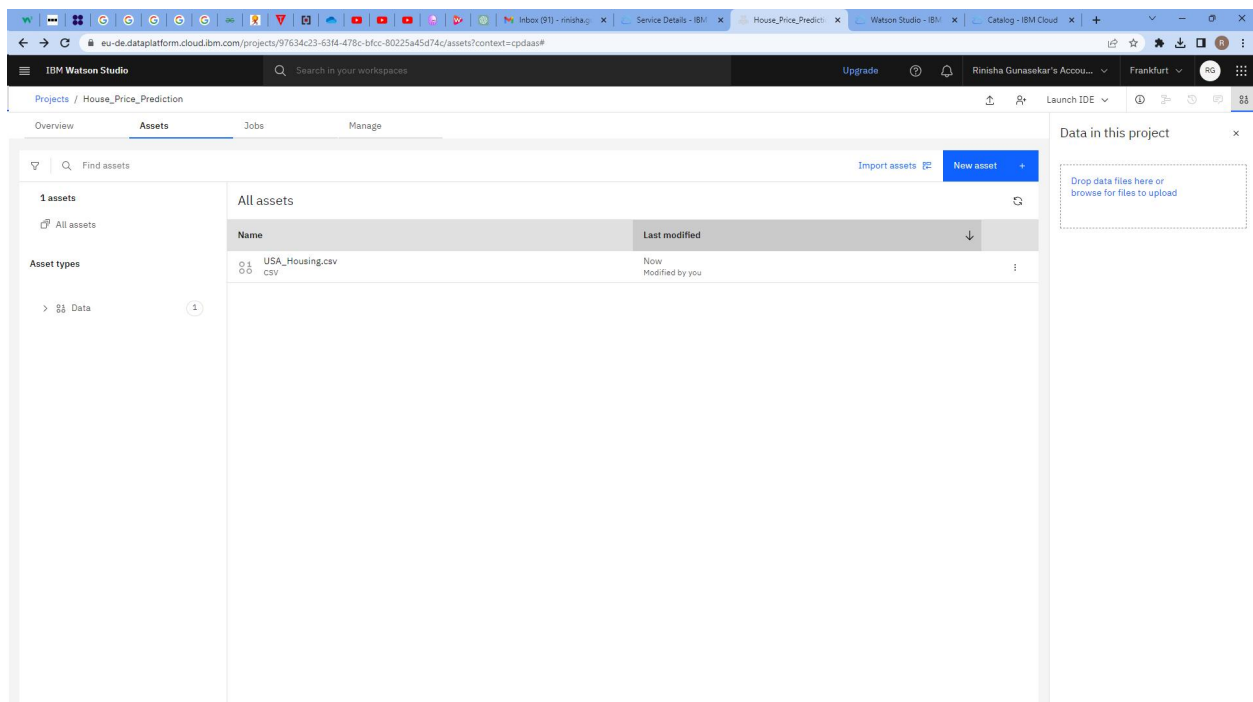 Inbox (91) - rinisha.g
Service Details - IBM
House_Price_Predicti
Watson Studio - IBM
Catalog - IBM Cloud
eu-de.dataplatform.cloud.ibm.com/projects/97634c23-63f4-478c-bfcc-80225a45d74c/assets?context=cpdaas#
R
IBM Watson Studio
Search in your workspaces
Upgrade
Rinisha Gunasekar's Accou...
Frankfurt
RG
Projects / House_Price_Prediction
Launch IDE
Overview
Assets
Jobs
Manage
Data in this project
Find assets
Import assets
New asset +
Drop data files here or
browse for files to upload
1 assets
All assets
All assets
Name
Last modified
Asset types
USA_Housing.csv
CSV
Now
Modified by you
Data
1